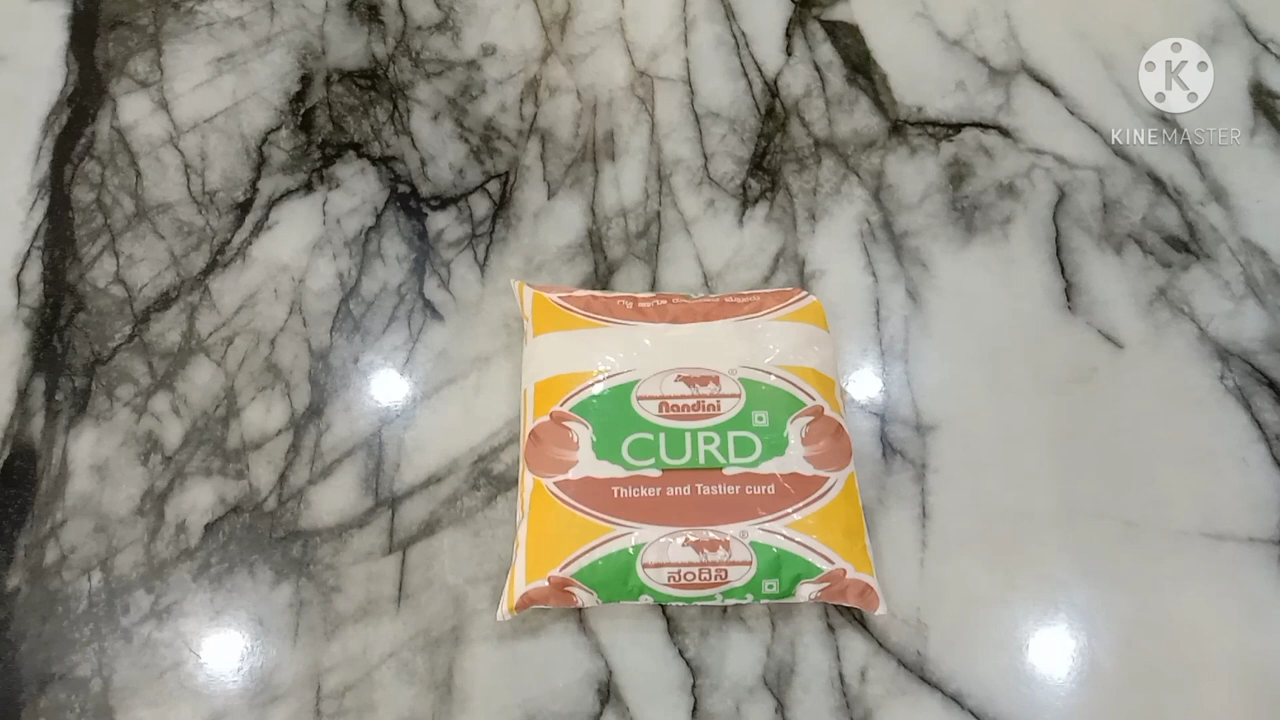 KINEMASTER
Nandini
®
CURD
Thicker and Tastier curd
ನಂದಿನಿ
®